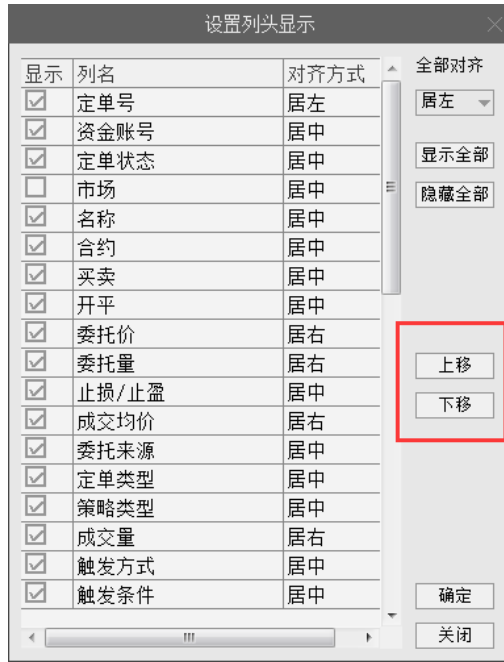 设置列头显示
显示 列名 对齐方式
定单号 居左
资金账号 居中
定单状态 居中
市场 居中
名称 居中
合约 居中
买卖 居中
开平 居中
委托价 居右
委托量 居右
止损/止盈 居中
成交均价 居右
委托来源 居中
定单类型 居中
策略类型 居中
成交量 居右
触发方式 居中
触发条件 居中
全部对齐
居左
显示全部
隐藏全部
上移
下移
确定
关闭